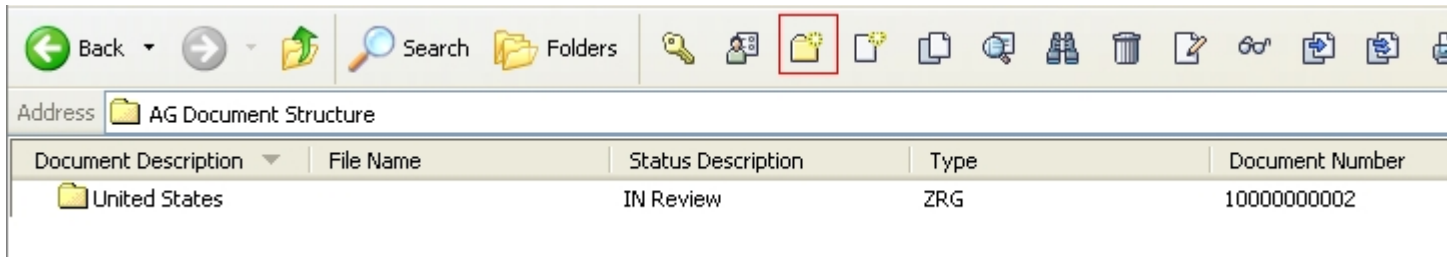 Back Search Folders
Address AG Document Structure
Document Description File Name Status Description Type Document Number
United States IN Review ZRG 10000000002